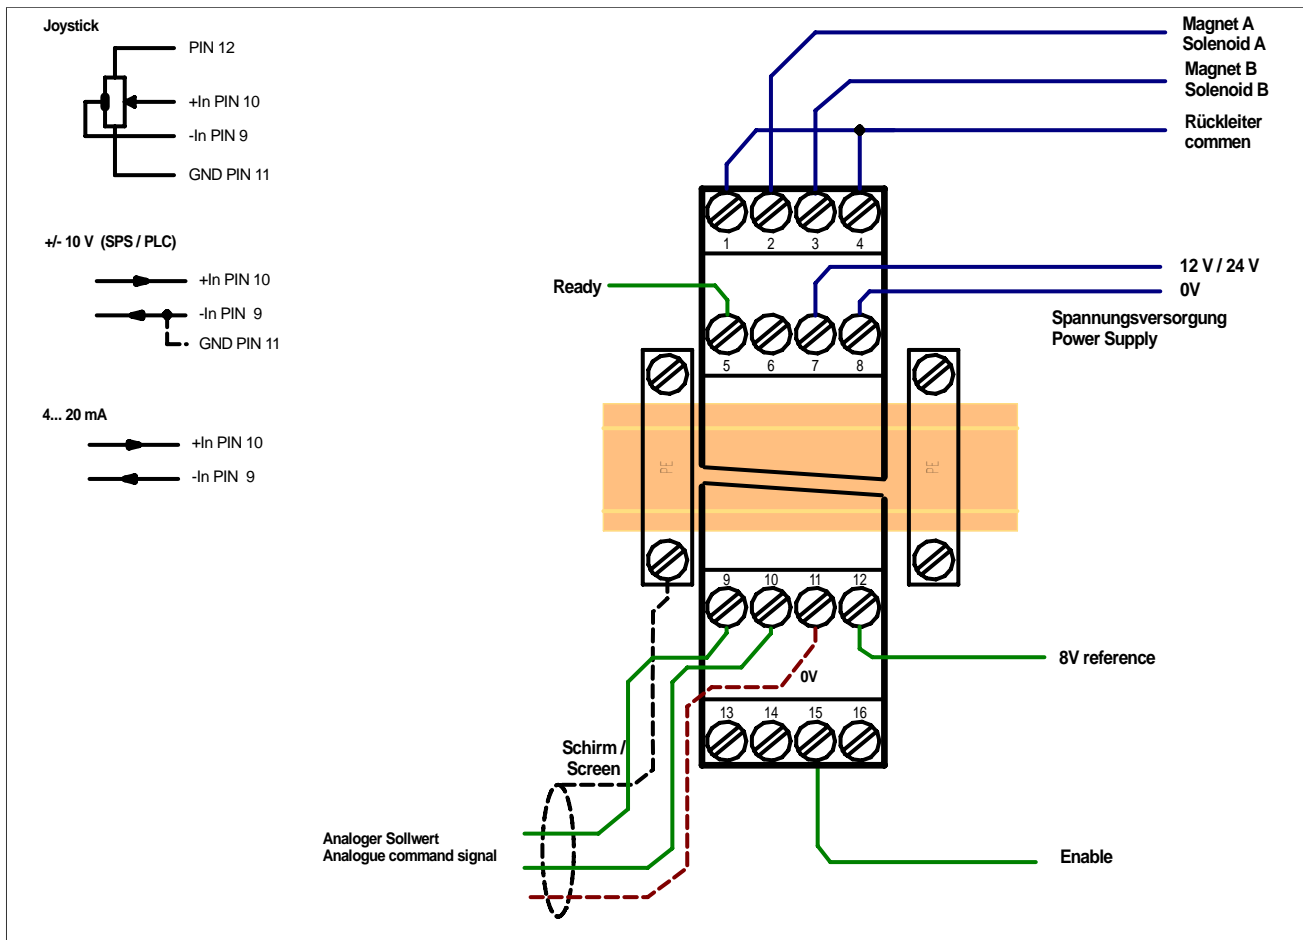 Joystick
PIN 12
+In PIN 10
-In PIN 9
GND PIN 11
+/- 10 V (SPS / PLC)
+In PIN 10
-In PIN 9
GND PIN 11
4... 20 mA
+In PIN 10
-In PIN 9
Magnet A
Solenoid A
Magnet B
Solenoid B
Rückleiter
commen
1 2 3 4
12 V / 24 V
0V
Spannungsversorgung
Power Supply
Ready
5 6 7 8
PE PE
9 10 11 12
8V reference
0V
13 14 15 16
Schirm /
Screen
Analoger Sollwert
Analogue command signal
Enable